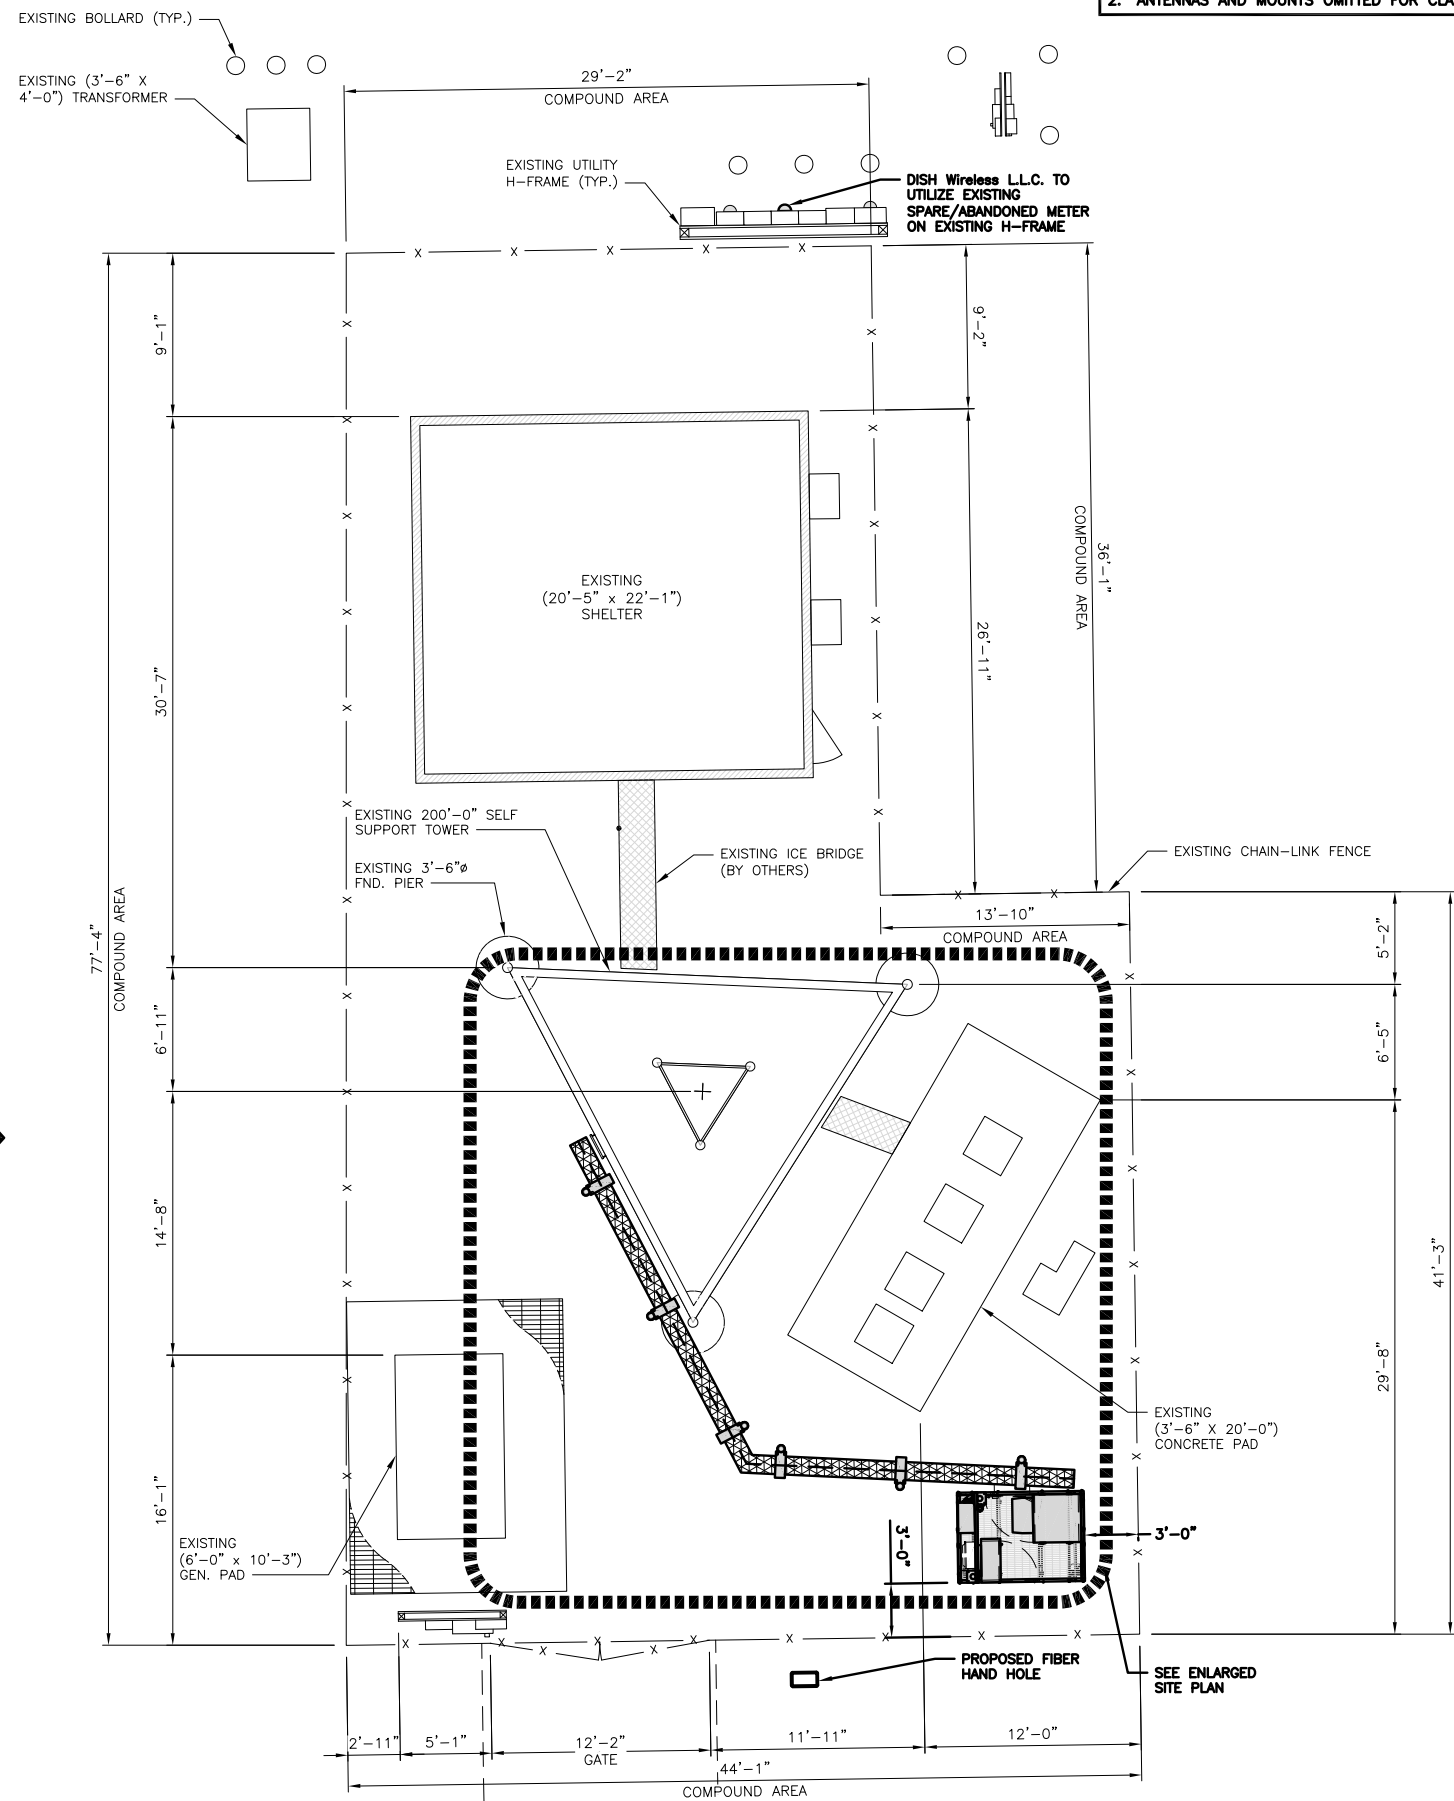 2. ANTENNAS AND MOUNTS OMITTED FOR
EXISTING BOLLARD (TYP.)
EXISTING (3'-6" X
4'-0") TRANSFORMER
29'-2"
COMPOUND AREA
EXISTING UTILITY
H-FRAME (TYP.)
DISH Wireless L.L.C. TO
UTILIZE EXISTING
SPARE/ABANDONED METER
ON EXISTING H-FRAME
X X X X X
9'-1"
9'-2"
EXISTING
(20'-5" x 22'-1")
SHELTER
36'-1"
COMPOUND AREA
26'-11"
30'-7"
EXISTING 200'-0" SELF
SUPPORT TOWER
EXISTING 3'-6"ø
FND. PIER
EXISTING ICE BRIDGE
(BY OTHERS)
EXISTING CHAIN-LINK FENCE
13'-10"
COMPOUND AREA
77'-4"
COMPOUND AREA
5'-2"
6'-11"
6'-5"
14'-8"
41'-3"
29'-8"
EXISTING
(3'-6" X 20'-0")
CONCRETE PAD
16'-1"
EXISTING
(6'-0" x 10'-3")
GEN. PAD
3'-0"
3'-0"
PROPOSED FIBER
HAND HOLE
SEE ENLARGED
SITE PLAN
2'-11"
5'-1"
12'-2"
GATE
11'-11"
12'-0"
44'-1"
COMPOUND AREA